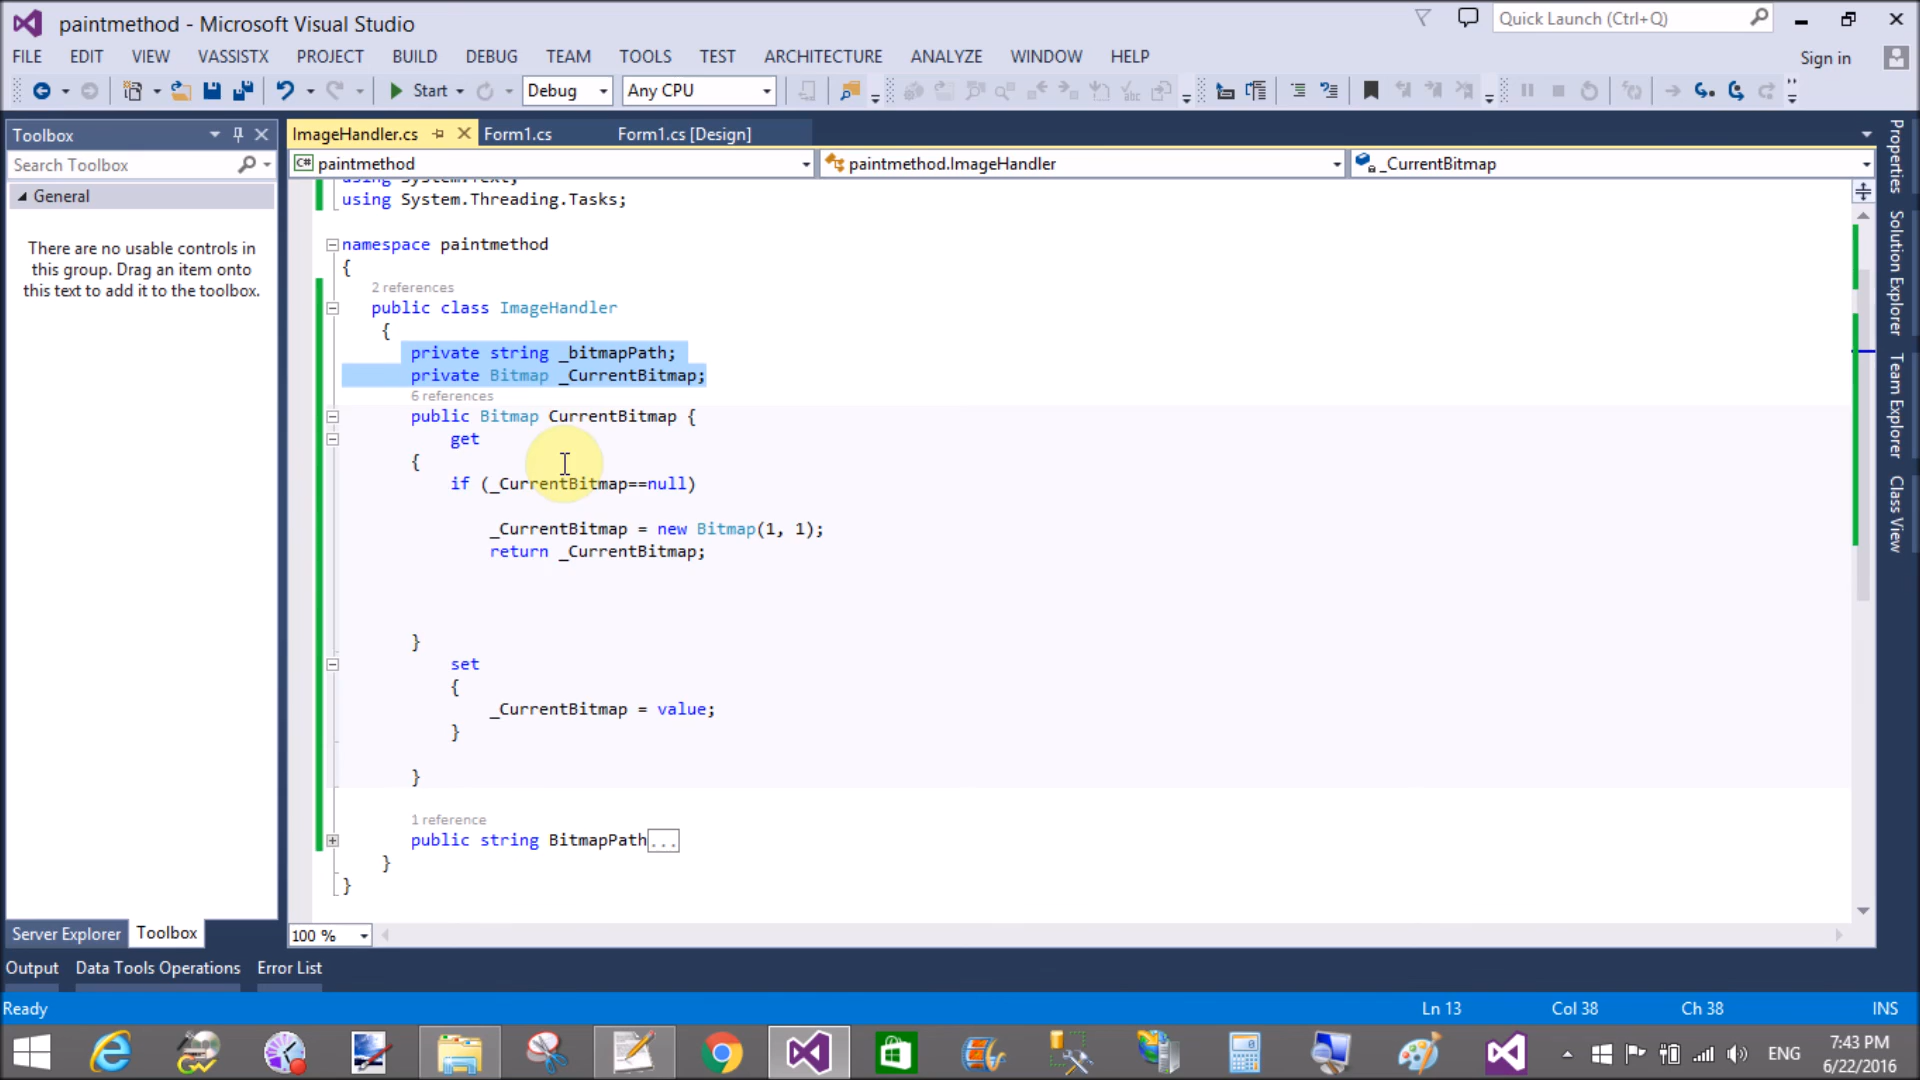 paintmethod - Microsoft Visual Studio
Quick Launch (Ctrl+Q)
FILE EDIT VIEW VASSISTX PROJECT BUILD DEBUG TEAM TOOLS TEST ARCHITECTURE ANALYZE WINDOW HELP
Sign in
Start Debug Any CPU
Toolbox
Search Toolbox
General
There are no usable controls in
this group. Drag an item onto
this text to add it to the toolbox.
ImageHandler.cs Form1.cs Form1.cs [Design]
C# paintmethod paintmethod.ImageHandler _CurrentBitmap
using System.Text;
using System.Threading.Tasks;
namespace paintmethod
{
2 references
public class ImageHandler
{
private string _bitmapPath;
private Bitmap _CurrentBitmap;
6 references
public Bitmap CurrentBitmap {
get
{
if (_CurrentBitmap==null)
_CurrentBitmap = new Bitmap(1, 1);
return _CurrentBitmap;
}
set
{
_CurrentBitmap = value;
}
}
1 reference
public string BitmapPath...
}
}
100 %
Properties
Solution Explorer
Team Explorer
Class View
Server Explorer Toolbox
Output Data Tools Operations Error List
Ready Ln 13 Col 38 Ch 38 INS
ENG
7:43 PM
6/22/2016